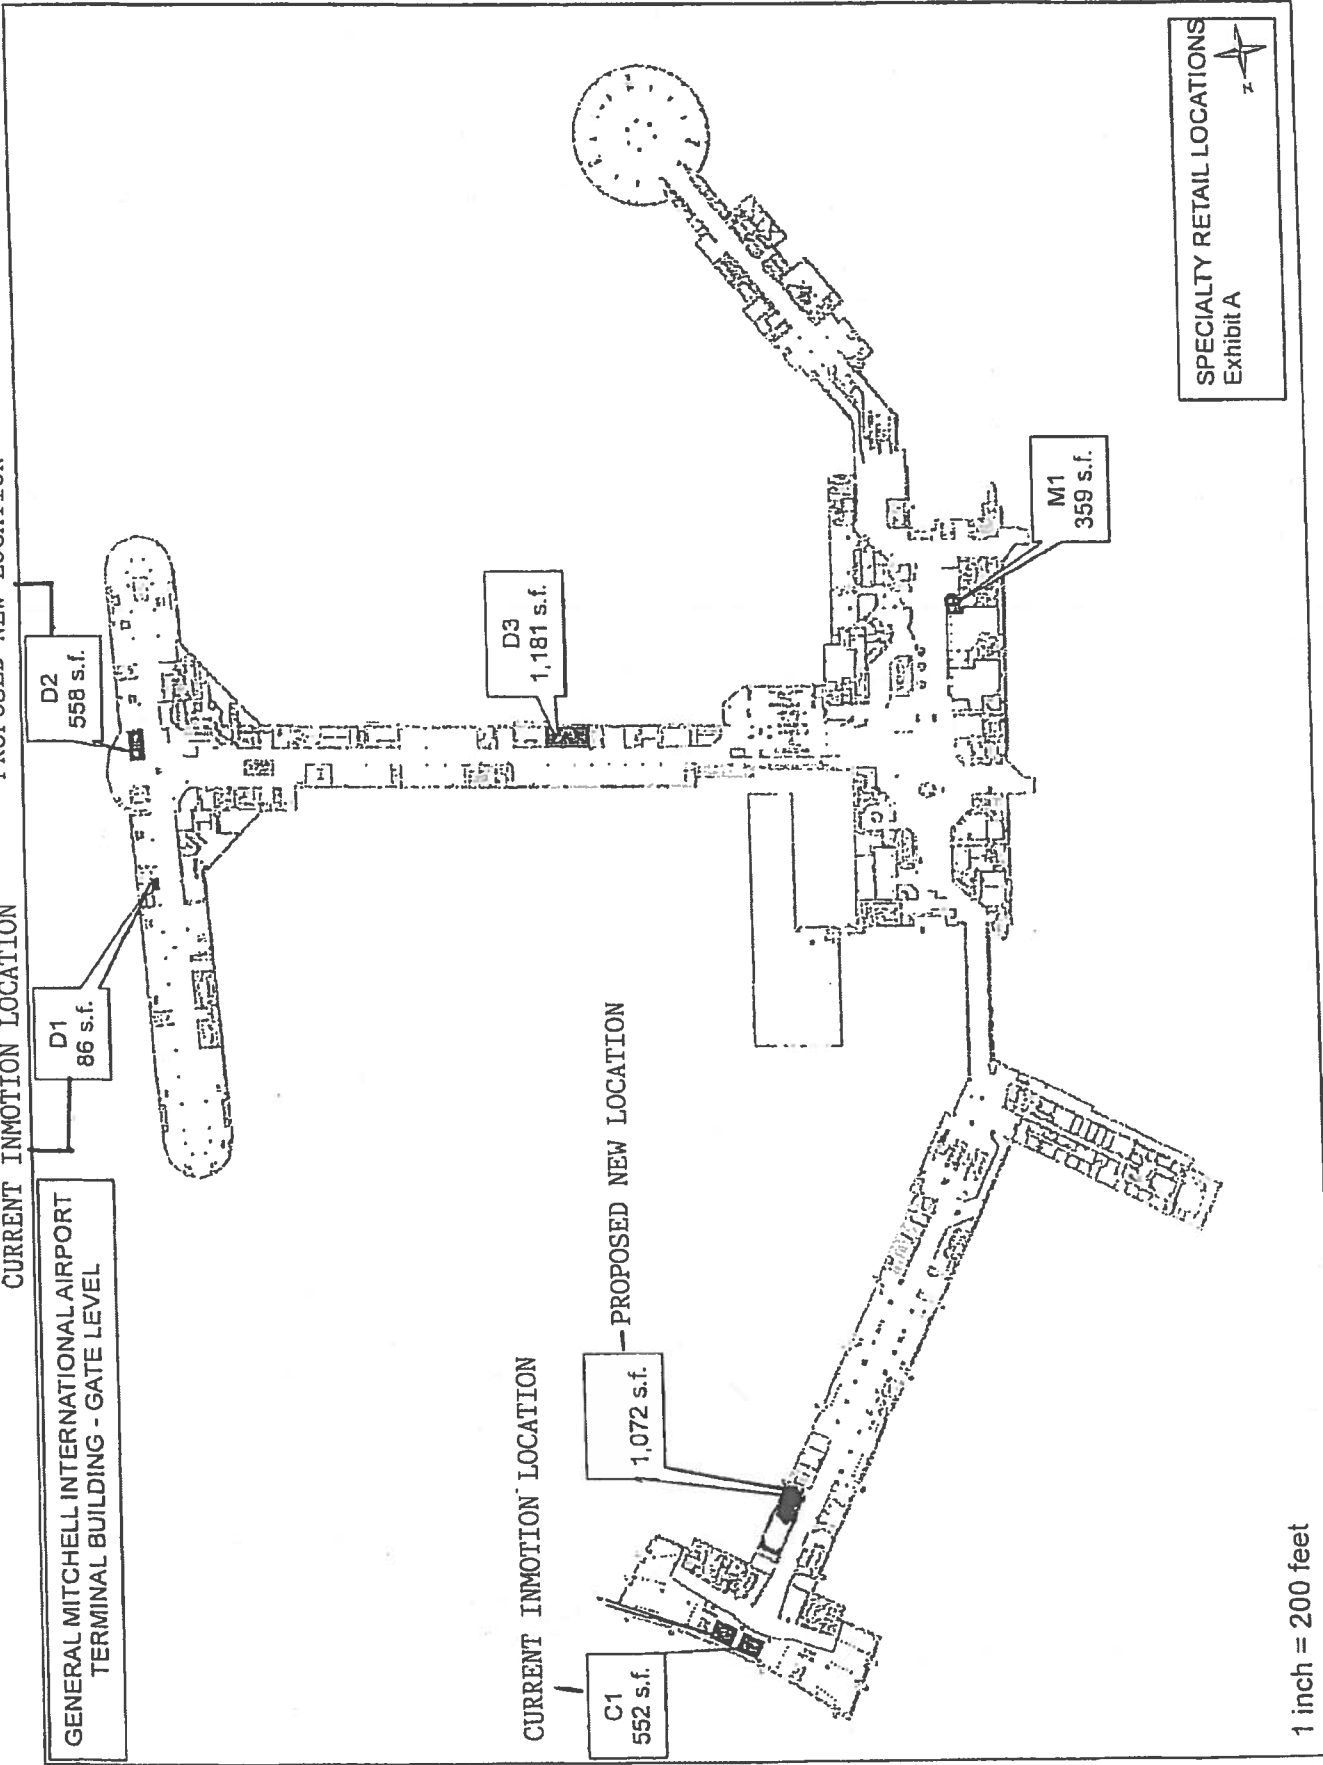 CURRENT INMOTION LOCATION
PROPOSED NEW LOCATION
GENERAL MITCHELL INTERNATIONAL AIRPORT
TERMINAL BUILDING - GATE LEVEL
D1
86 s.f.
D2
558 s.f.
D3
1,181 s.f.
CURRENT INMOTION LOCATION
C1
552 s.f.
1,072 s.f.
PROPOSED NEW LOCATION
M1
359 s.f.
1 inch = 200 feet
SPECIALTY RETAIL LOCATIONS
Exhibit A
N